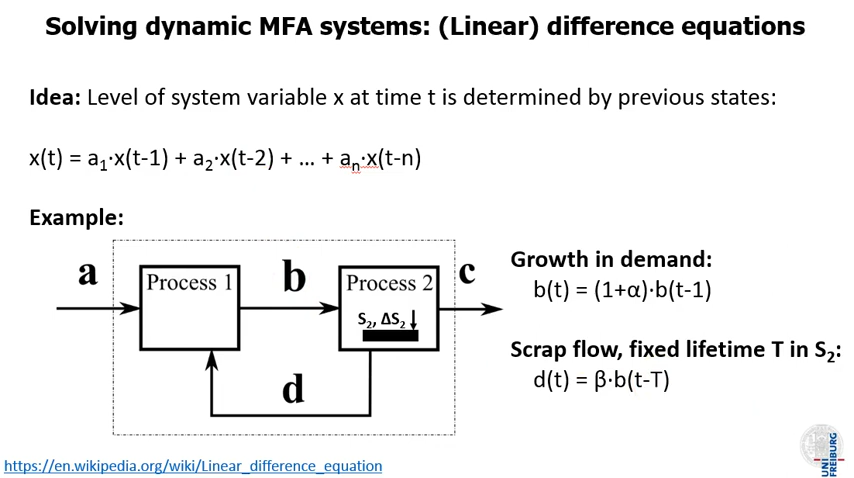 Solving dynamic MFA systems: (Linear) difference equations
Idea: Level of system variable x at time t is determined by previous states:
x(t) = a₁·x(t-1) + a₂·x(t-2) + ... + aₙ·x(t-n)
Example:
a
Process 1
b
Process 2
S₂, ΔS₂
c
d
Growth in demand:
b(t) = (1+α)·b(t-1)
Scrap flow, fixed lifetime T in S₂:
d(t) = β·b(t-T)
https://en.wikipedia.org/wiki/Linear_difference_equation
UNI
FREIBURG